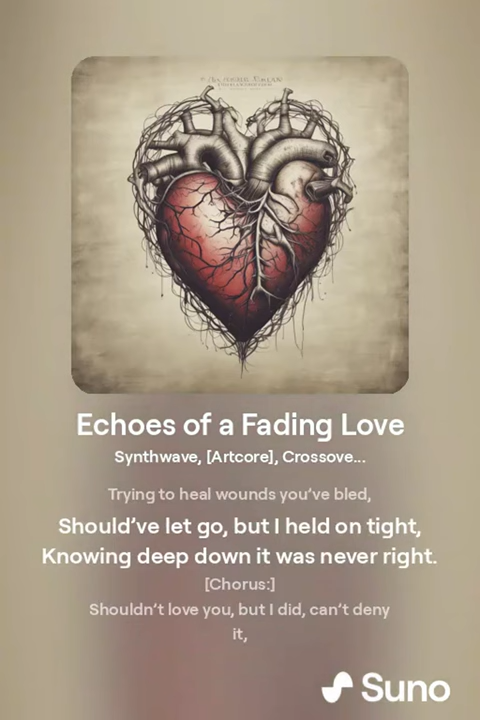 Echoes of a Fading Love
Synthwave, [Artcore], Crossove...
Trying to heal wounds you’ve bled,
Should’ve let go, but I held on tight,
Knowing deep down it was never right.
[Chorus:]
Shouldn’t love you, but I did, can’t deny
it,
Suno